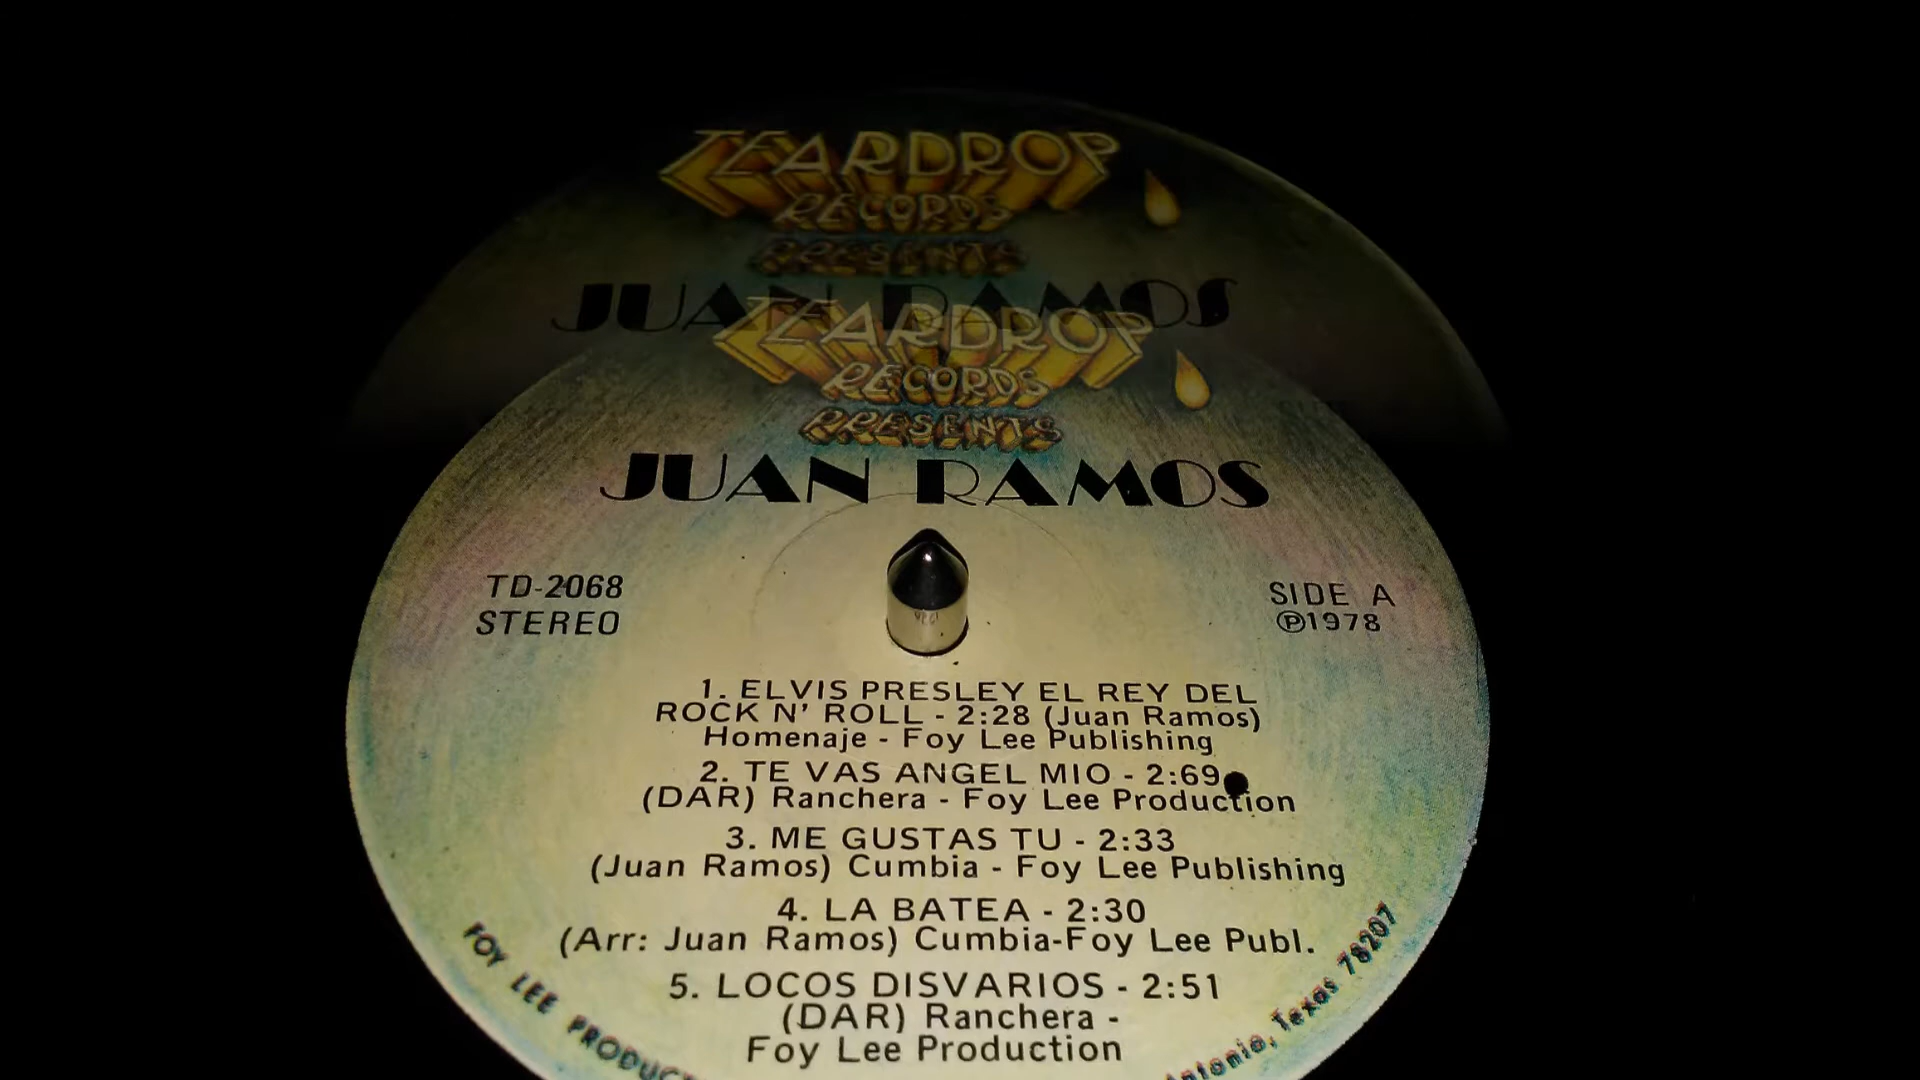 TEARDROP
RECORDS
PRESENTS
JUAN RAMOS
TEARDROP
RECORDS
PRESENTS
JUAN RAMOS
TD-2068
STEREO
SIDE A
℗1978
1. ELVIS PRESLEY EL REY DEL
ROCK N' ROLL - 2:28 (Juan Ramos)
Homenaje - Foy Lee Publishing
2. TE VAS ANGEL MIO - 2:69
(DAR) Ranchera - Foy Lee Production
3. ME GUSTAS TU - 2:33
(Juan Ramos) Cumbia - Foy Lee Publishing
4. LA BATEA - 2:30
(Arr: Juan Ramos) Cumbia-Foy Lee Publ.
5. LOCOS DISVARIOS - 2:51
(DAR) Ranchera -
Foy Lee Production
FOY LEE PRODUC
Antonio, Texas 78207